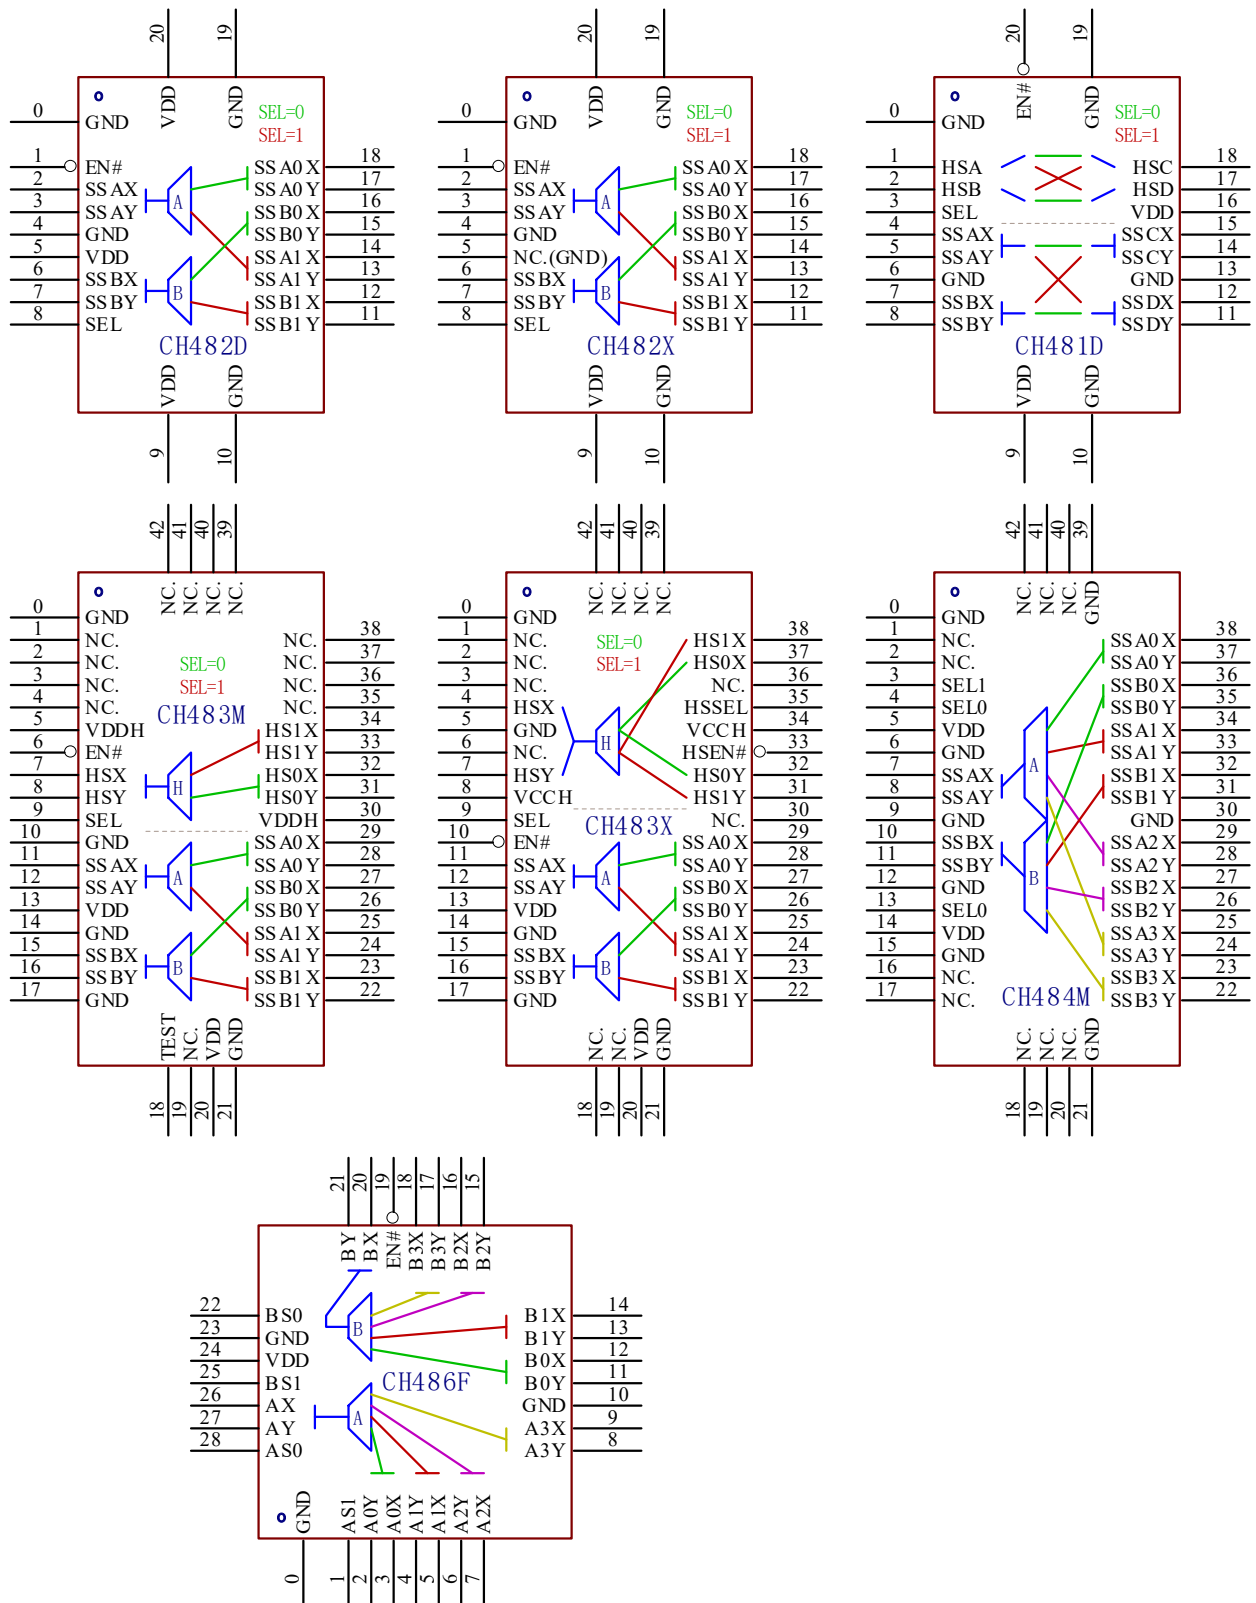 CH482D
20 19
VDD GND
SEL=0
SEL=1
0 GND
1 EN# SSA0X 18
2 SSAX SSA0Y 17
3 SSAY SSB0X 16
4 GND SSB0Y 15
5 VDD SSA1X 14
6 SSBX SSA1Y 13
7 SSBY SSB1X 12
8 SEL SSB1Y 11
A
B
VDD GND
9 10
CH482X
20 19
VDD GND
SEL=0
SEL=1
0 GND
1 EN# SSA0X 18
2 SSAX SSA0Y 17
3 SSAY SSB0X 16
4 GND SSB0Y 15
5 NC.(GND) SSA1X 14
6 SSBX SSA1Y 13
7 SSBY SSB1X 12
8 SEL SSB1Y 11
A
B
VDD GND
9 10
CH481D
20 19
EN# GND
SEL=0
SEL=1
0 GND
1 HSA HSC 18
2 HSB HSD 17
3 SEL VDD 16
4 SSAX SSCX 15
5 SSAY SSCY 14
6 GND GND 13
7 SSBX SSDX 12
8 SSBY SSDY 11
VDD GND
9 10
42 41 40 39
NC. NC. NC. NC.
0 GND
1 NC. NC. 38
2 NC. NC. 37
3 NC. NC. 36
4 NC. NC. 35
5 VDDH HS1X 34
6 EN# HS1Y 33
7 HSX HS0X 32
8 HSY HS0Y 31
9 SEL VDDH 30
10 GND SSA0X 29
11 SSAX SSA0Y 28
12 SSAY SSB0X 27
13 VDD SSB0Y 26
14 GND SSA1X 25
15 SSBX SSA1Y 24
16 SSBY SSB1X 23
17 GND SSB1Y 22
SEL=0
SEL=1
CH483M
H
A
B
TEST NC. VDD GND
18 19 20 21
42 41 40 39
NC. NC. NC. NC.
0 GND
1 NC. HS1X 38
2 NC. HS0X 37
3 NC. NC. 36
4 HSX HSSEL 35
5 GND VCCH 34
6 NC. HSEN# 33
7 HSY HS0Y 32
8 VCCH HS1Y 31
9 SEL NC. 30
10 EN# SSA0X 29
11 SSAX SSA0Y 28
12 SSAY SSB0X 27
13 VDD SSB0Y 26
14 GND SSA1X 25
15 SSBX SSA1Y 24
16 SSBY SSB1X 23
17 GND SSB1Y 22
SEL=0
SEL=1
H
CH483X
A
B
NC. NC. VDD GND
18 19 20 21
42 41 40 39
NC. NC. NC. GND
0 GND
1 NC. SSA0X 38
2 NC. SSA0Y 37
3 SEL1 SSB0X 36
4 SEL0 SSB0Y 35
5 VDD SSA1X 34
6 GND SSA1Y 33
7 SSAX SSB1X 32
8 SSAY SSB1Y 31
9 GND GND 30
10 SSBX SSA2X 29
11 SSBY SSA2Y 28
12 GND SSB2X 27
13 SEL0 SSB2Y 26
14 VDD SSA3X 25
15 GND SSA3Y 24
16 NC. SSB3X 23
17 NC. SSB3Y 22
A
B
CH484M
NC. NC. NC. GND
18 19 20 21
21 20 19 18 17 16 15
BY BX EN# B3X B3Y B2X B2Y
22 BS0 B1X 14
23 GND B1Y 13
24 VDD B0X 12
25 BS1 B0Y 11
26 AX GND 10
27 AY A3X 9
28 AS0 A3Y 8
B
CH486F
A
GND AS1 A0Y A0X A1Y A1X A2Y A2X
0 1 2 3 4 5 6 7